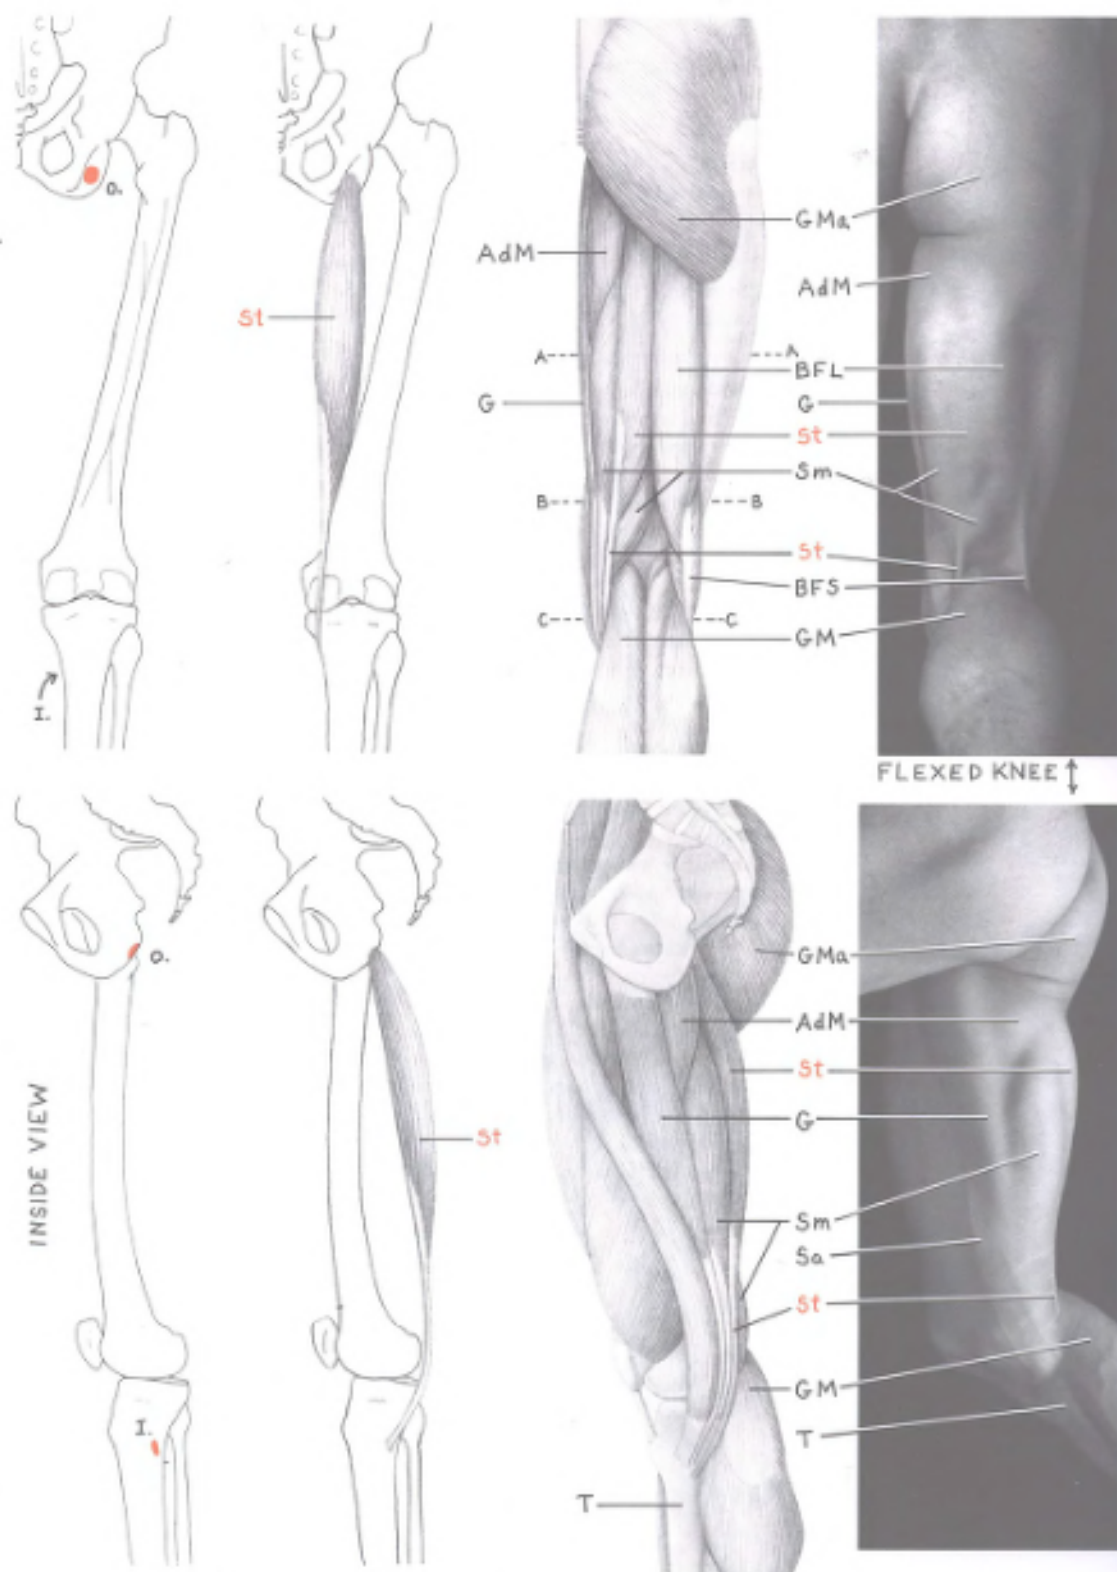 O.
I.
St
AdM
A
A
G
B
B
C
C
GMa
AdM
BFL
G
St
Sm
St
BFS
GM
FLEXED KNEE
INSIDE VIEW
O.
I.
St
GMa
AdM
St
G
Sm
Sa
St
GM
T
T